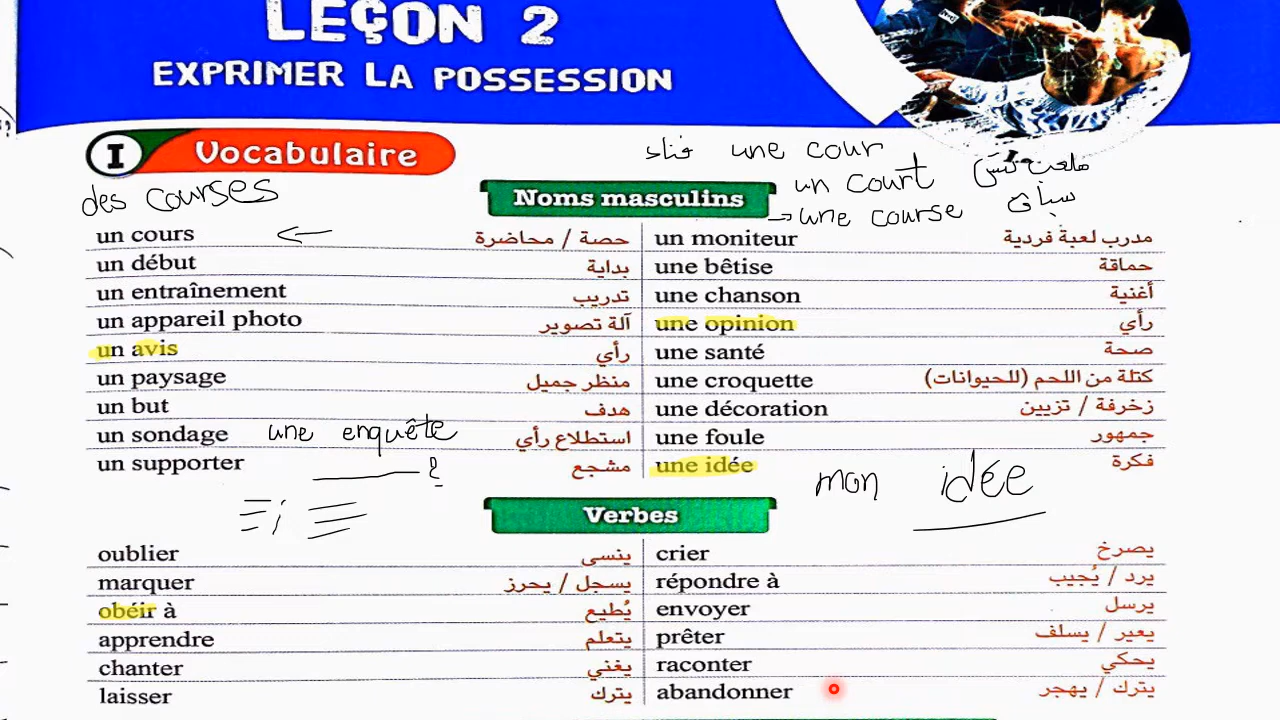 LEÇON 2
EXPRIMER LA POSSESSION
I Vocabulaire
فناء une cour
un court ملعب تنس
→ une course سباق
des courses
Noms masculins
un cours ← حصة / محاضرة
un début بداية
un entraînement تدريب
un appareil photo آلة تصوير
un avis رأي
un paysage منظر جميل
un but هدف
un sondage une enquête استطلاع رأي
un supporter مشجع
?
un moniteur مدرب لعبة فردية
une bêtise حماقة
une chanson أغنية
une opinion رأي
une santé صحة
une croquette كتلة من اللحم (للحيوانات)
une décoration زخرفة / تزيين
une foule جمهور
une idée فكرة
mon idée
Verbes
oublier ينسى
marquer يسجل / يحرز
obéir à يُطيع
apprendre يتعلم
chanter يغني
laisser يترك
crier يصرخ
répondre à يرد / يُجيب
envoyer يرسل
prêter يعير / يسلف
raconter يحكي
abandonner يترك / يهجر